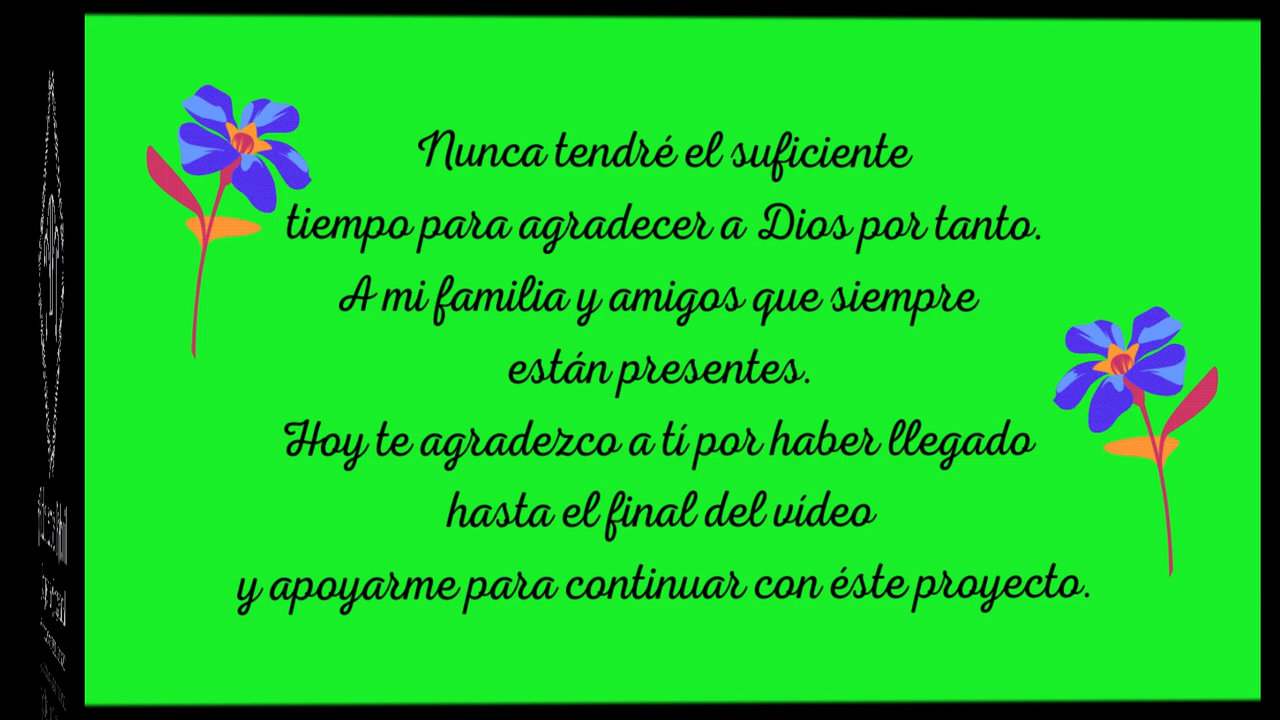 Nunca tendré el suficiente
tiempo para agradecer a Dios por tanto.
A mi familia y amigos que siempre
están presentes.
Hoy te agradezco a tí por haber llegado
hasta el final del vídeo
y apoyarme para continuar con éste proyecto.